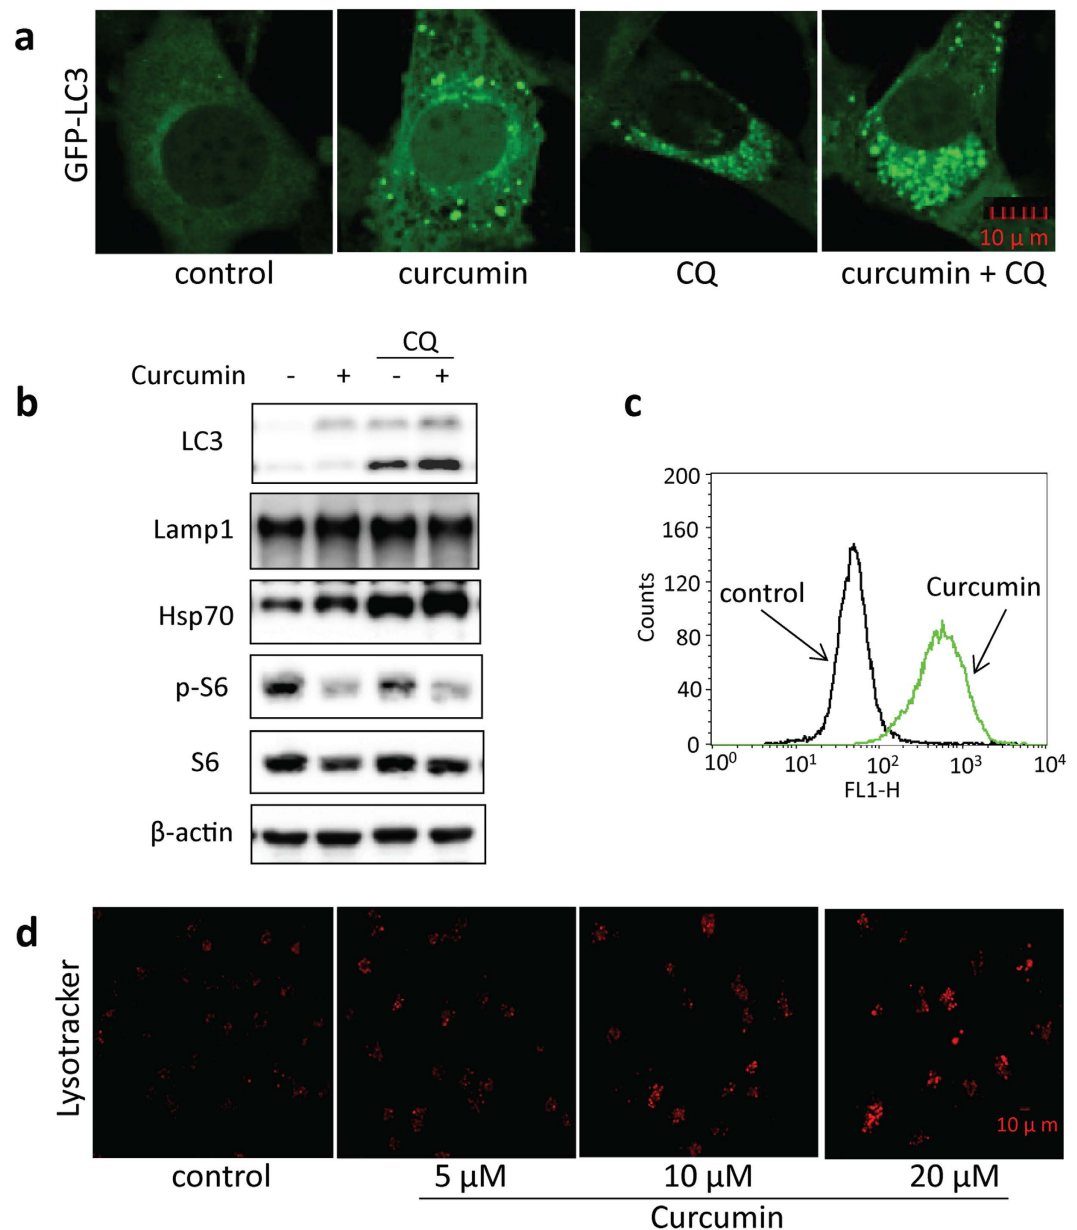 a
GFP-LC3
10 μ m
control
curcumin
CQ
curcumin + CQ
b
CQ
Curcumin - + - +
LC3
Lamp1
Hsp70
p-S6
S6
β-actin
c
200
160
120
80
40
0
Counts
control
Curcumin
10⁰ 10¹ 10² 10³ 10⁴
FL1-H
d
Lysotracker
10 μ m
control
5 μM
10 μM
20 μM
Curcumin